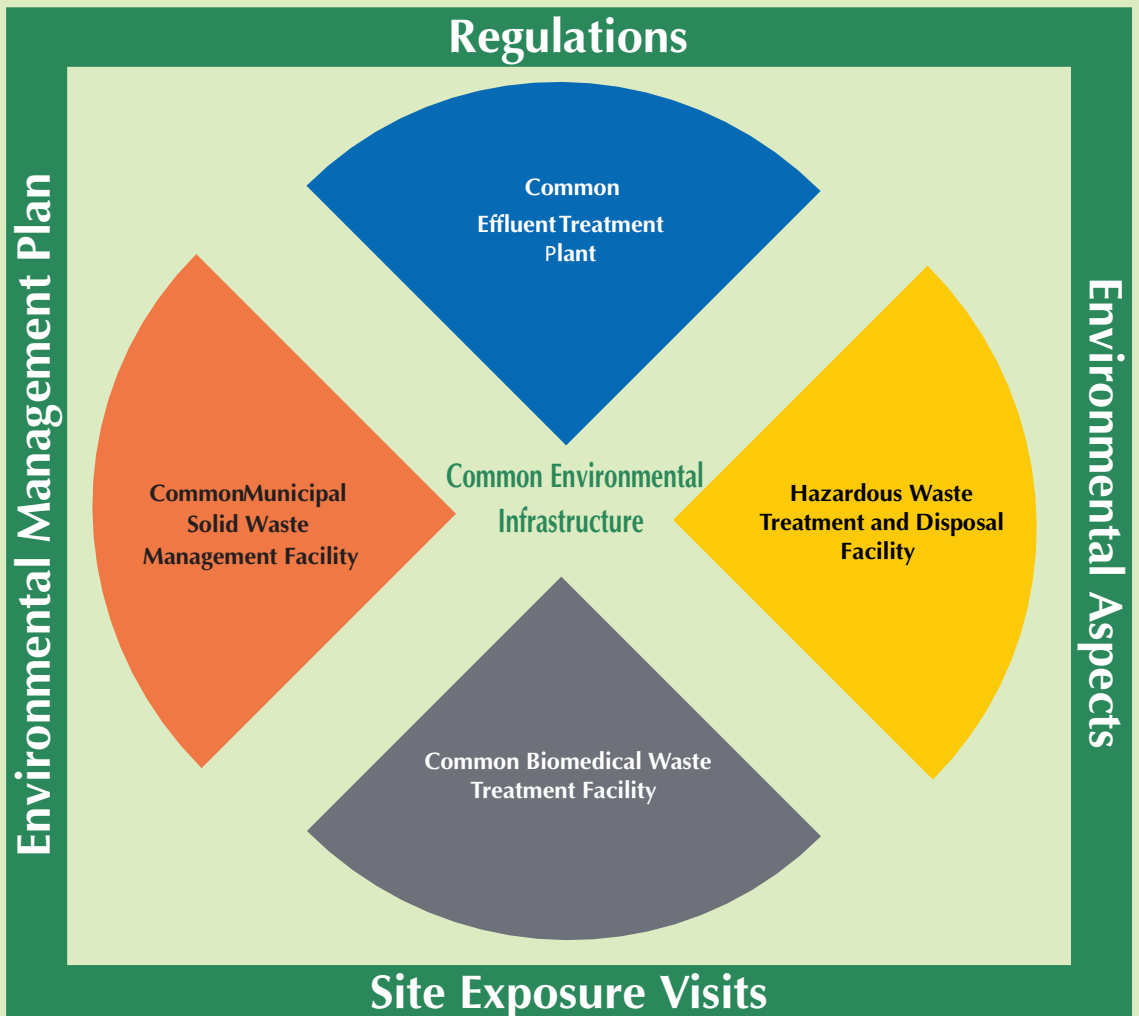 Regulations
Environmental Management Plan
Common
Effluent Treatment
Plant
Common Environmental
Infrastructure
CommonMunicipal
Solid Waste
Management Facility
Hazardous Waste
Treatment and Disposal
Facility
Environmental Aspects
Common Biomedical Waste
Treatment Facility
Site Exposure Visits